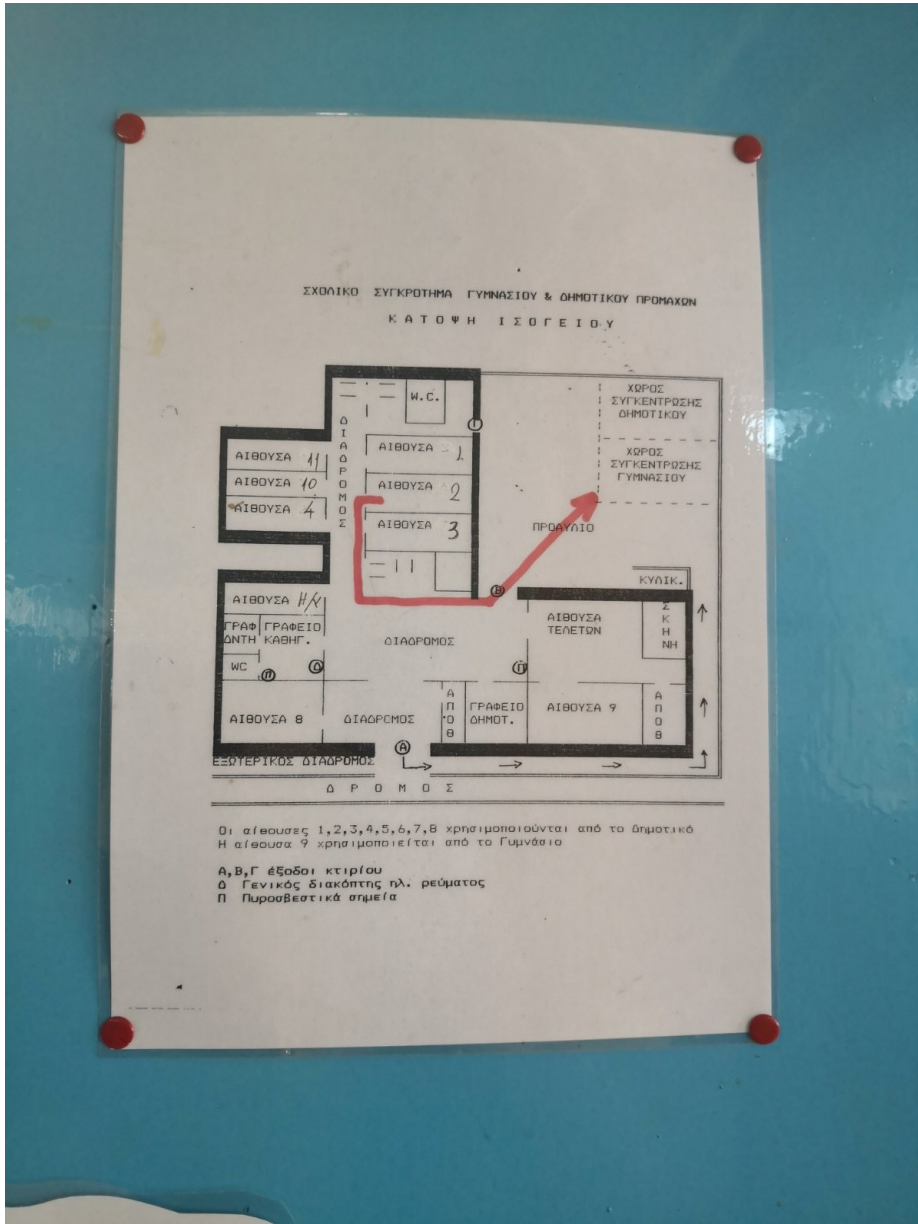 ΣΧΟΛΙΚΟ ΣΥΓΚΡΟΤΗΜΑ ΓΥΜΝΑΣΙΟΥ & ΔΗΜΟΤΙΚΟΥ ΠΡΟΜΑΧΩΝ
ΚΑΤΟΨΗ ΙΣΟΓΕΙΟΥ
W.C.
ΧΩΡΟΣ
ΣΥΓΚΕΝΤΡΩΣΗΣ
ΔΗΜΟΤΙΚΟΥ
Γ
ΔΙΑΔΡΟΜΟΣ
ΑΙΘΟΥΣΑ 1
ΑΙΘΟΥΣΑ 11
ΧΩΡΟΣ
ΣΥΓΚΕΝΤΡΩΣΗΣ
ΓΥΜΝΑΣΙΟΥ
ΑΙΘΟΥΣΑ 10
ΑΙΘΟΥΣΑ 2
ΑΙΘΟΥΣΑ 4
ΑΙΘΟΥΣΑ 3
ΠΡΟΑΥΛΙΟ
ΚΥΛΙΚ.
Β
ΑΙΘΟΥΣΑ Η/Υ
ΑΙΘΟΥΣΑ
ΤΕΛΕΤΩΝ
ΣΚΗΝΗ
ΓΡΑΦ
ΔΝΤΗ
ΓΡΑΦΕΙΟ
ΚΑΘΗΓ.
ΔΙΑΔΡΟΜΟΣ
WC
Π
Δ
Π
ΑΙΘΟΥΣΑ 8
ΔΙΑΔΡΟΜΟΣ
ΑΠΟΘ
ΓΡΑΦΕΙΟ
ΔΗΜΟΤ.
ΑΙΘΟΥΣΑ 9
ΑΠΟΘ
Α
ΕΞΩΤΕΡΙΚΟΣ ΔΙΑΔΡΟΜΟΣ
ΔΡΟΜΟΣ
Οι αίθουσες 1,2,3,4,5,6,7,8 χρησιμοποιούνται από το Δημοτικό
Η αίθουσα 9 χρησιμοποιείται από το Γυμνάσιο
Α,Β,Γ έξοδοι κτιρίου
Δ Γενικός διακόπτης ηλ. ρεύματος
Π Πυροσβεστικά σημεία